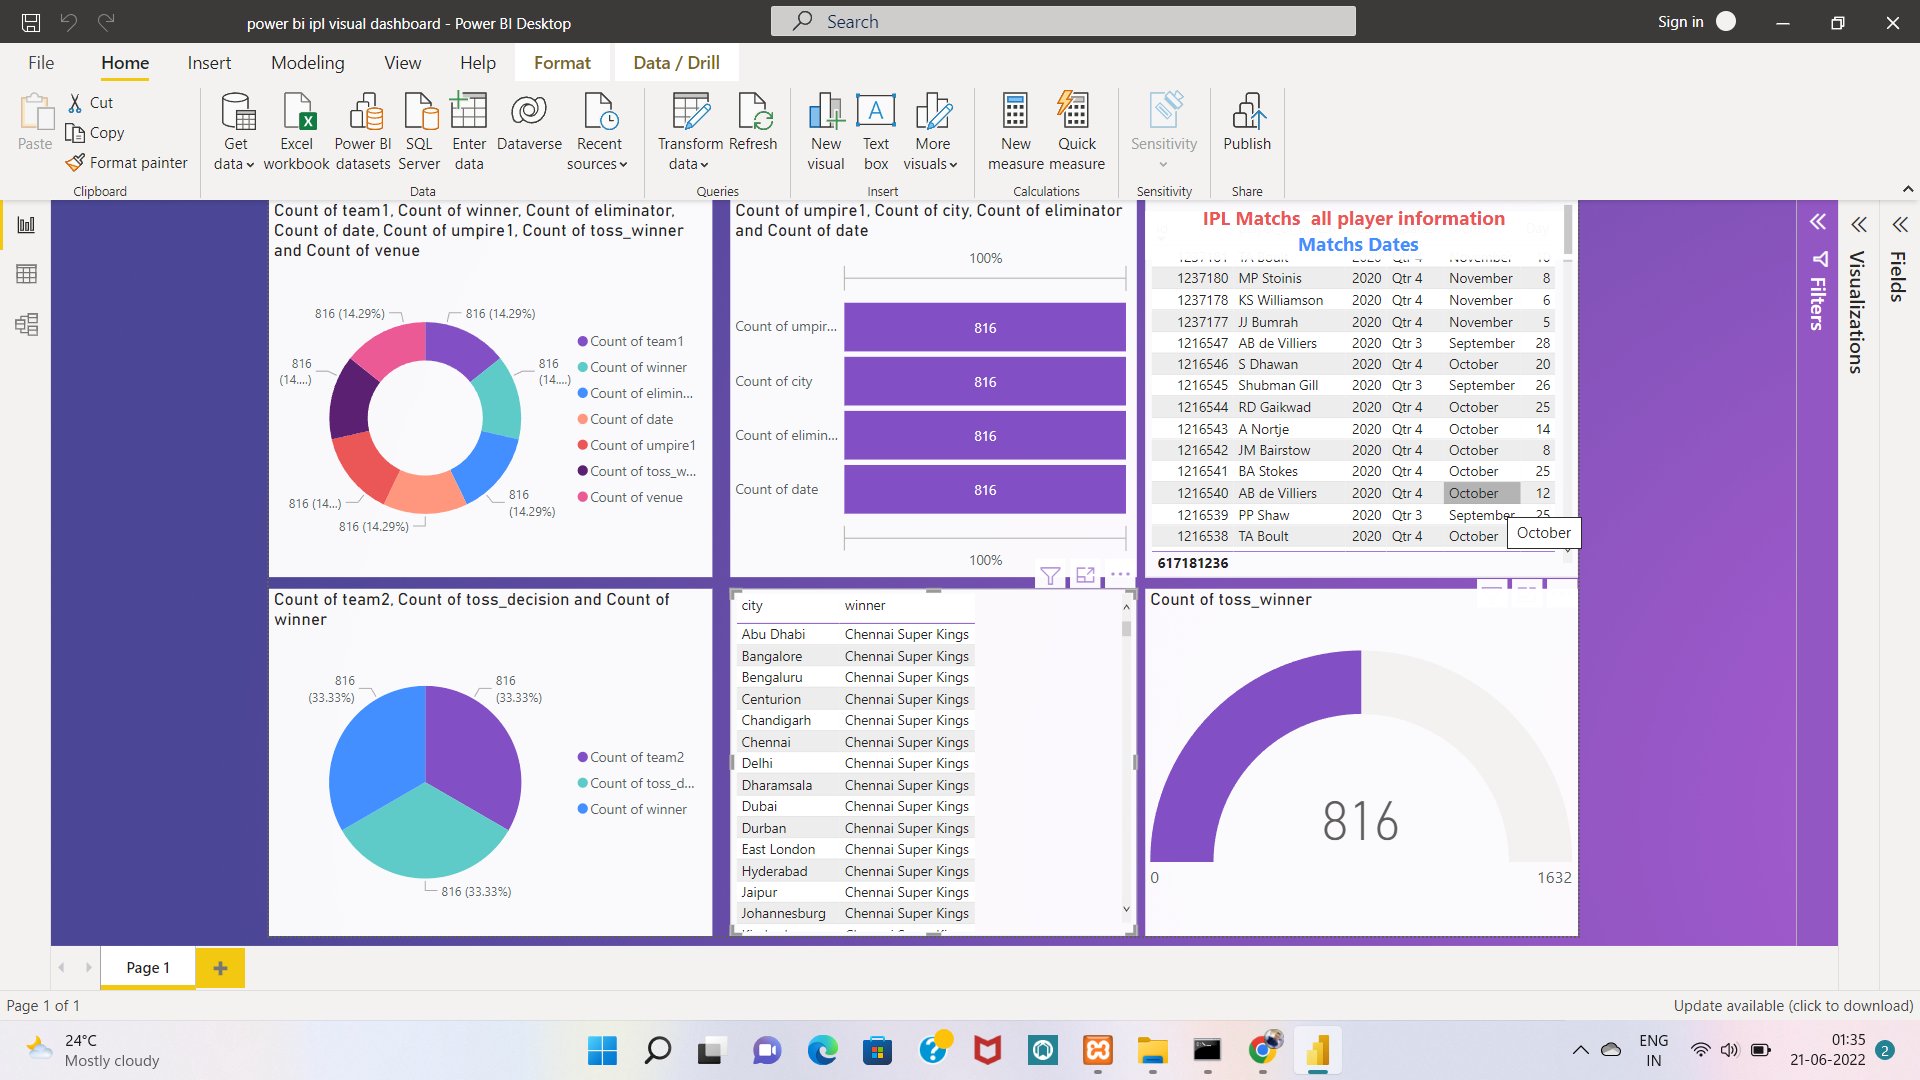 power bi ipl visual dashboard - Power BI Desktop
Search
Sign in
File Home Insert Modeling View Help Format Data / Drill
Paste
Cut
Copy
Format painter
Clipboard
Get data
Excel workbook
Power BI datasets
SQL Server
Enter data
Dataverse
Recent sources
Data
Transform data
Refresh
Queries
New visual
Text box
More visuals
Insert
New measure
Quick measure
Calculations
Sensitivity
Sensitivity
Publish
Share
Count of team1, Count of winner, Count of eliminator,
Count of date, Count of umpire1, Count of toss_winner
and Count of venue
816 (14.29%)
816 (14.29%)
816
(14....)
816
(14....)
816 (14...)
816
(14.29%)
816 (14.29%)
Count of team1
Count of winner
Count of elimin...
Count of date
Count of umpire1
Count of toss_w...
Count of venue
Count of umpire1, Count of city, Count of eliminator
and Count of date
100%
Count of umpir... 816
Count of city 816
Count of elimin... 816
Count of date 816
100%
IPL Matchs all player information
Matchs Dates
1237180 MP Stoinis 2020 Qtr 4 November 8
1237178 KS Williamson 2020 Qtr 4 November 6
1237177 JJ Bumrah 2020 Qtr 4 November 5
1216547 AB de Villiers 2020 Qtr 3 September 28
1216546 S Dhawan 2020 Qtr 4 October 20
1216545 Shubman Gill 2020 Qtr 3 September 26
1216544 RD Gaikwad 2020 Qtr 4 October 25
1216543 A Nortje 2020 Qtr 4 October 14
1216542 JM Bairstow 2020 Qtr 4 October 8
1216541 BA Stokes 2020 Qtr 4 October 25
1216540 AB de Villiers 2020 Qtr 4 October 12
1216539 PP Shaw 2020 Qtr 3 September 25
1216538 TA Boult 2020 Qtr 4 October
October
617181236
Filters
Visualizations
Fields
Count of team2, Count of toss_decision and Count of
winner
816
(33.33%)
816
(33.33%)
816 (33.33%)
Count of team2
Count of toss_d...
Count of winner
city winner
Abu Dhabi Chennai Super Kings
Bangalore Chennai Super Kings
Bengaluru Chennai Super Kings
Centurion Chennai Super Kings
Chandigarh Chennai Super Kings
Chennai Chennai Super Kings
Delhi Chennai Super Kings
Dharamsala Chennai Super Kings
Dubai Chennai Super Kings
Durban Chennai Super Kings
East London Chennai Super Kings
Hyderabad Chennai Super Kings
Jaipur Chennai Super Kings
Johannesburg Chennai Super Kings
Count of toss_winner
816
0 1632
Page 1
Page 1 of 1
Update available (click to download)
24°C
Mostly cloudy
ENG
IN
01:35
21-06-2022
2